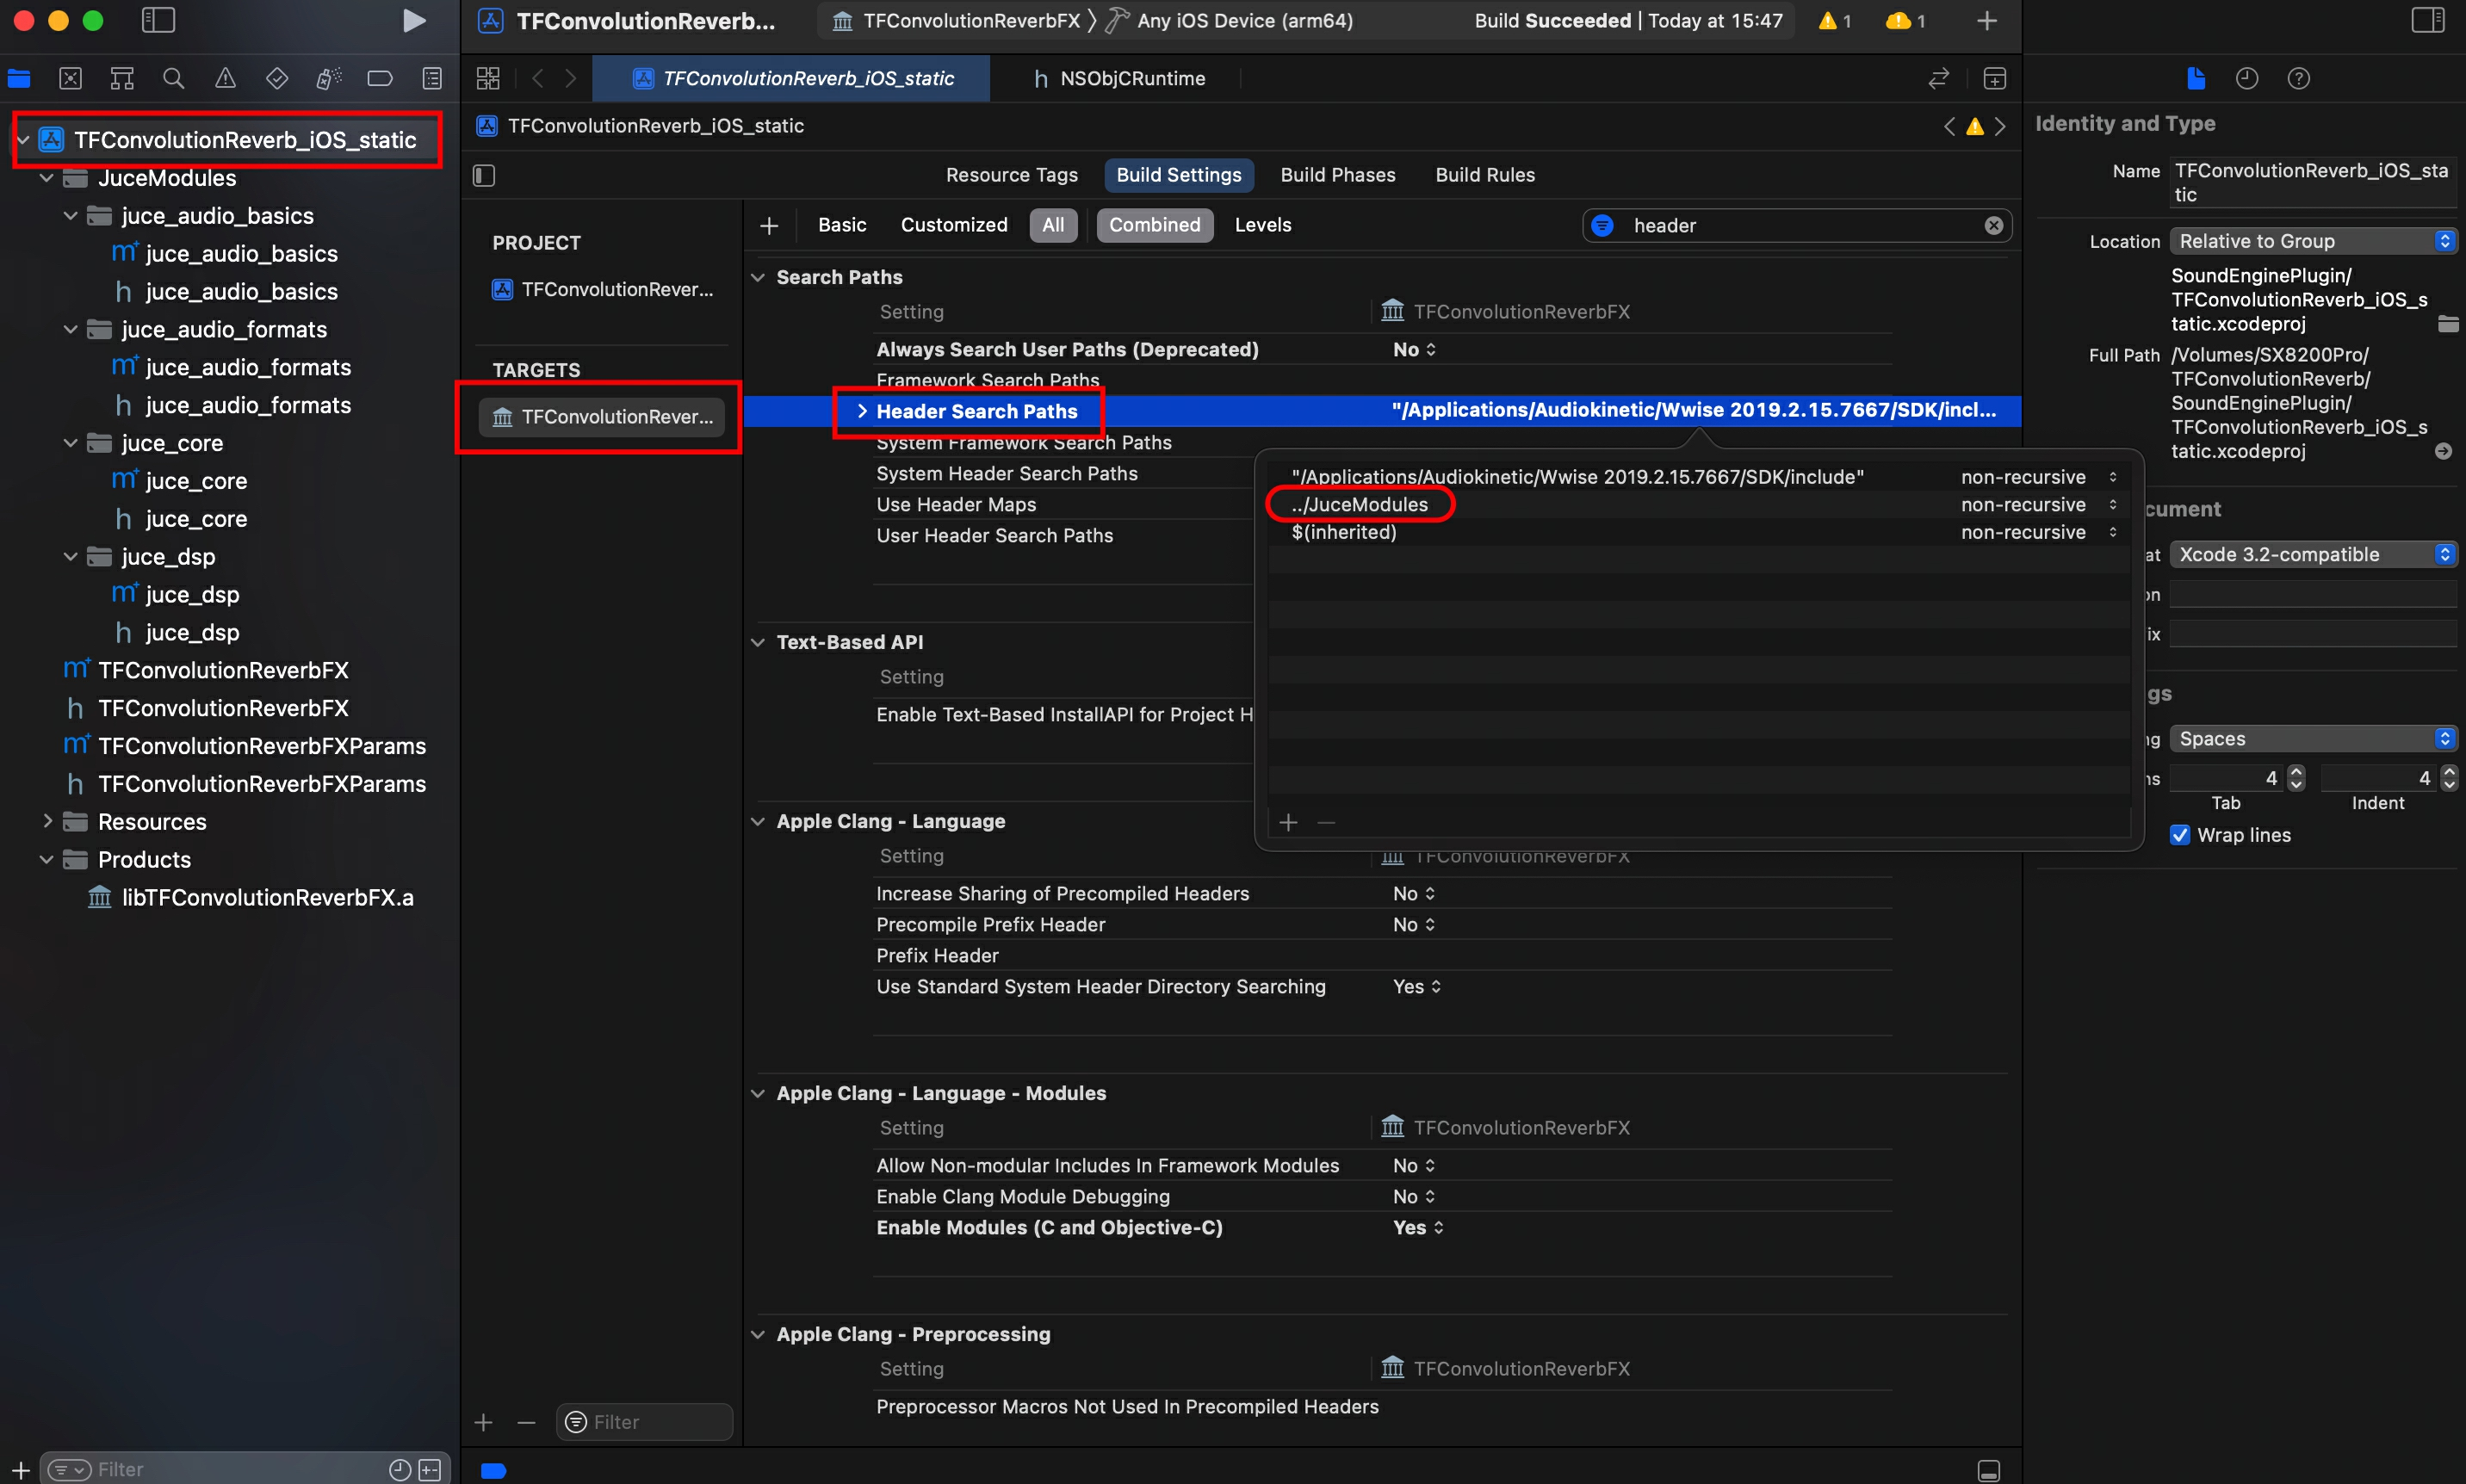 TFConvolutionReverb...
TFConvolutionReverbFX
Any iOS Device (arm64)
Build Succeeded | Today at 15:47
1
1
TFConvolutionReverb_iOS_static
NSObjCRuntime
TFConvolutionReverb_iOS_static
TFConvolutionReverb_iOS_static
JuceModules
juce_audio_basics
juce_audio_basics
juce_audio_basics
juce_audio_formats
juce_audio_formats
juce_audio_formats
juce_core
juce_core
juce_core
juce_dsp
juce_dsp
juce_dsp
TFConvolutionReverbFX
TFConvolutionReverbFX
TFConvolutionReverbFXParams
TFConvolutionReverbFXParams
Resources
Products
libTFConvolutionReverbFX.a
Filter
PROJECT
TFConvolutionRever...
TARGETS
TFConvolutionRever...
Filter
Resource Tags
Build Settings
Build Phases
Build Rules
Basic
Customized
All
Combined
Levels
header
Search Paths
Setting
TFConvolutionReverbFX
Always Search User Paths (Deprecated)
No
Framework Search Paths
Header Search Paths
"/Applications/Audiokinetic/Wwise 2019.2.15.7667/SDK/incl...
System Framework Search Paths
System Header Search Paths
Use Header Maps
User Header Search Paths
"/Applications/Audiokinetic/Wwise 2019.2.15.7667/SDK/include"
non-recursive
../JuceModules
non-recursive
$(inherited)
non-recursive
Text-Based API
Setting
Enable Text-Based InstallAPI for Project H
Apple Clang - Language
Setting
TFConvolutionReverbFX
Increase Sharing of Precompiled Headers
No
Precompile Prefix Header
No
Prefix Header
Use Standard System Header Directory Searching
Yes
Apple Clang - Language - Modules
Setting
TFConvolutionReverbFX
Allow Non-modular Includes In Framework Modules
No
Enable Clang Module Debugging
No
Enable Modules (C and Objective-C)
Yes
Apple Clang - Preprocessing
Setting
TFConvolutionReverbFX
Preprocessor Macros Not Used In Precompiled Headers
Identity and Type
Name
TFConvolutionReverb_iOS_sta
tic
Location
Relative to Group
SoundEnginePlugin/
TFConvolutionReverb_iOS_s
tatic.xcodeproj
Full Path
/Volumes/SX8200Pro/
TFConvolutionReverb/
SoundEnginePlugin/
TFConvolutionReverb_iOS_s
tatic.xcodeproj
cument
at
Xcode 3.2-compatible
on
ix
gs
ng
Spaces
ns
4
4
Tab
Indent
Wrap lines